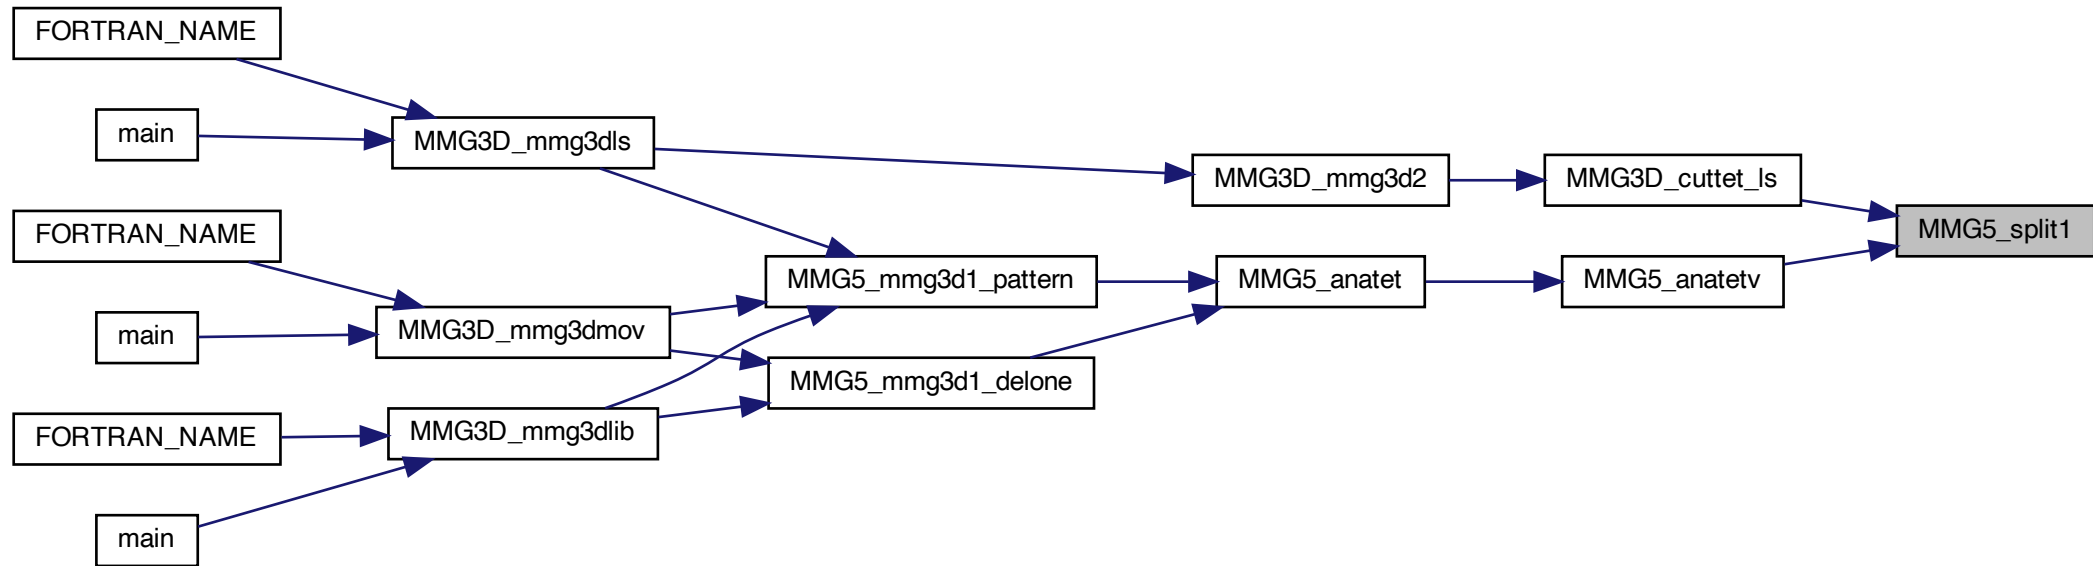 FORTRAN_NAME
main
MMG3D_mmg3dls
MMG3D_mmg3d2
MMG3D_cuttet_ls
MMG5_split1
FORTRAN_NAME
MMG5_mmg3d1_pattern
MMG5_anatet
MMG5_anatetv
main
MMG3D_mmg3dmov
MMG5_mmg3d1_delone
FORTRAN_NAME
MMG3D_mmg3dlib
main